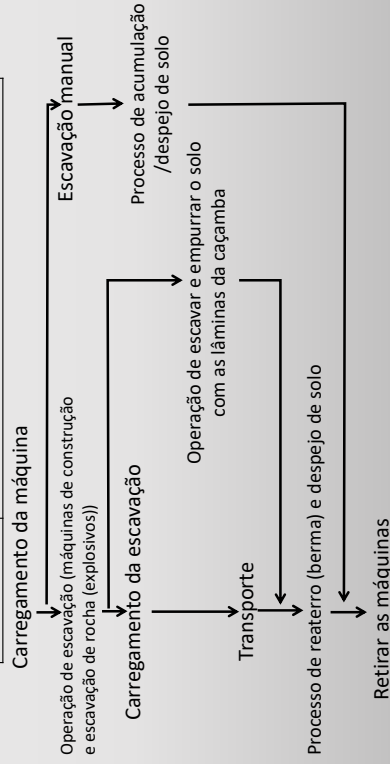 Carregamento da máquina
Operação de escavação (máquinas de construção
e escavação de rocha (explosivos))
Escavação manual
Carregamento da escavação
Processo de acumulação
/despejo de solo
Operação de escavar e empurrar o solo
com as lâminas da caçamba
Transporte
Processo de reaterro (berma) e despejo de solo
Retirar as máquinas